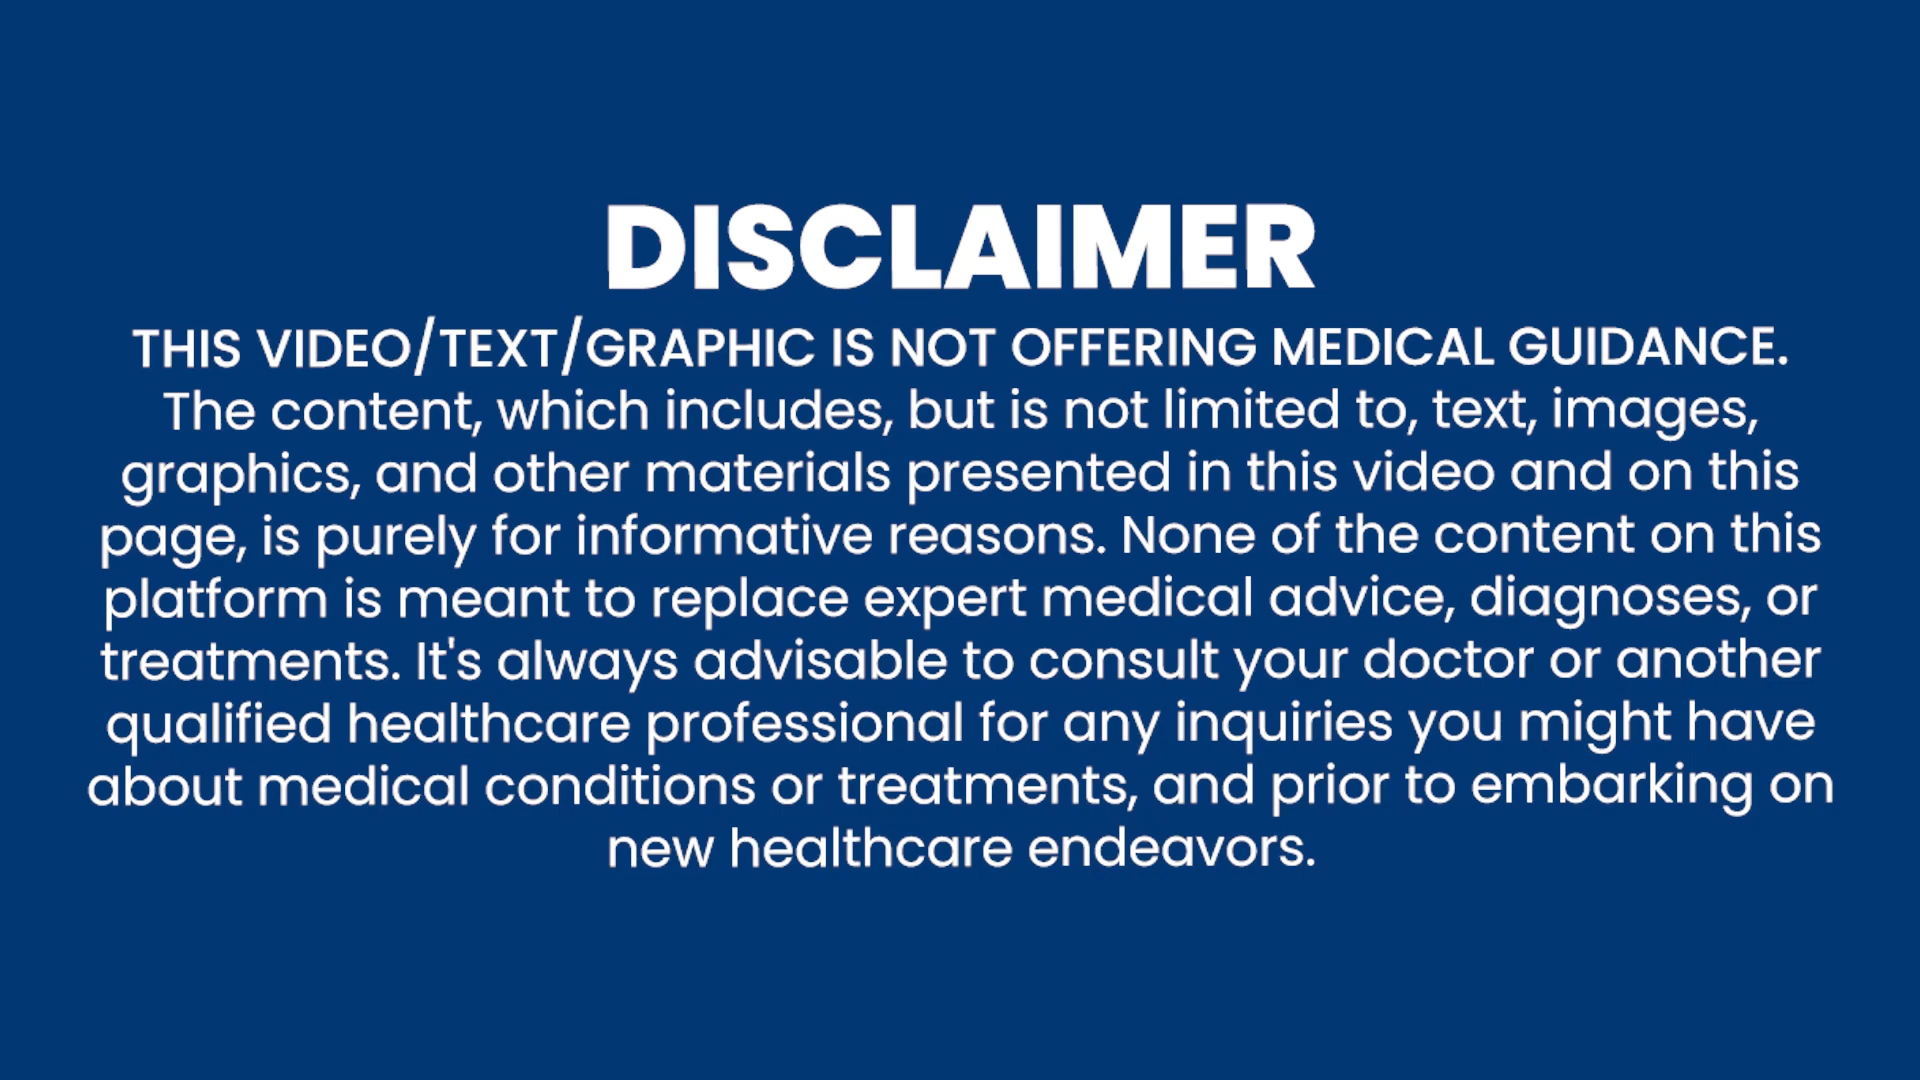 DISCLAIMER
THIS VIDEO/TEXT/GRAPHIC IS NOT OFFERING MEDICAL GUIDANCE.
The content, which includes, but is not limited to, text, images,
graphics, and other materials presented in this video and on this
page, is purely for informative reasons. None of the content on this
platform is meant to replace expert medical advice, diagnoses, or
treatments. It's always advisable to consult your doctor or another
qualified healthcare professional for any inquiries you might have
about medical conditions or treatments, and prior to embarking on
new healthcare endeavors.